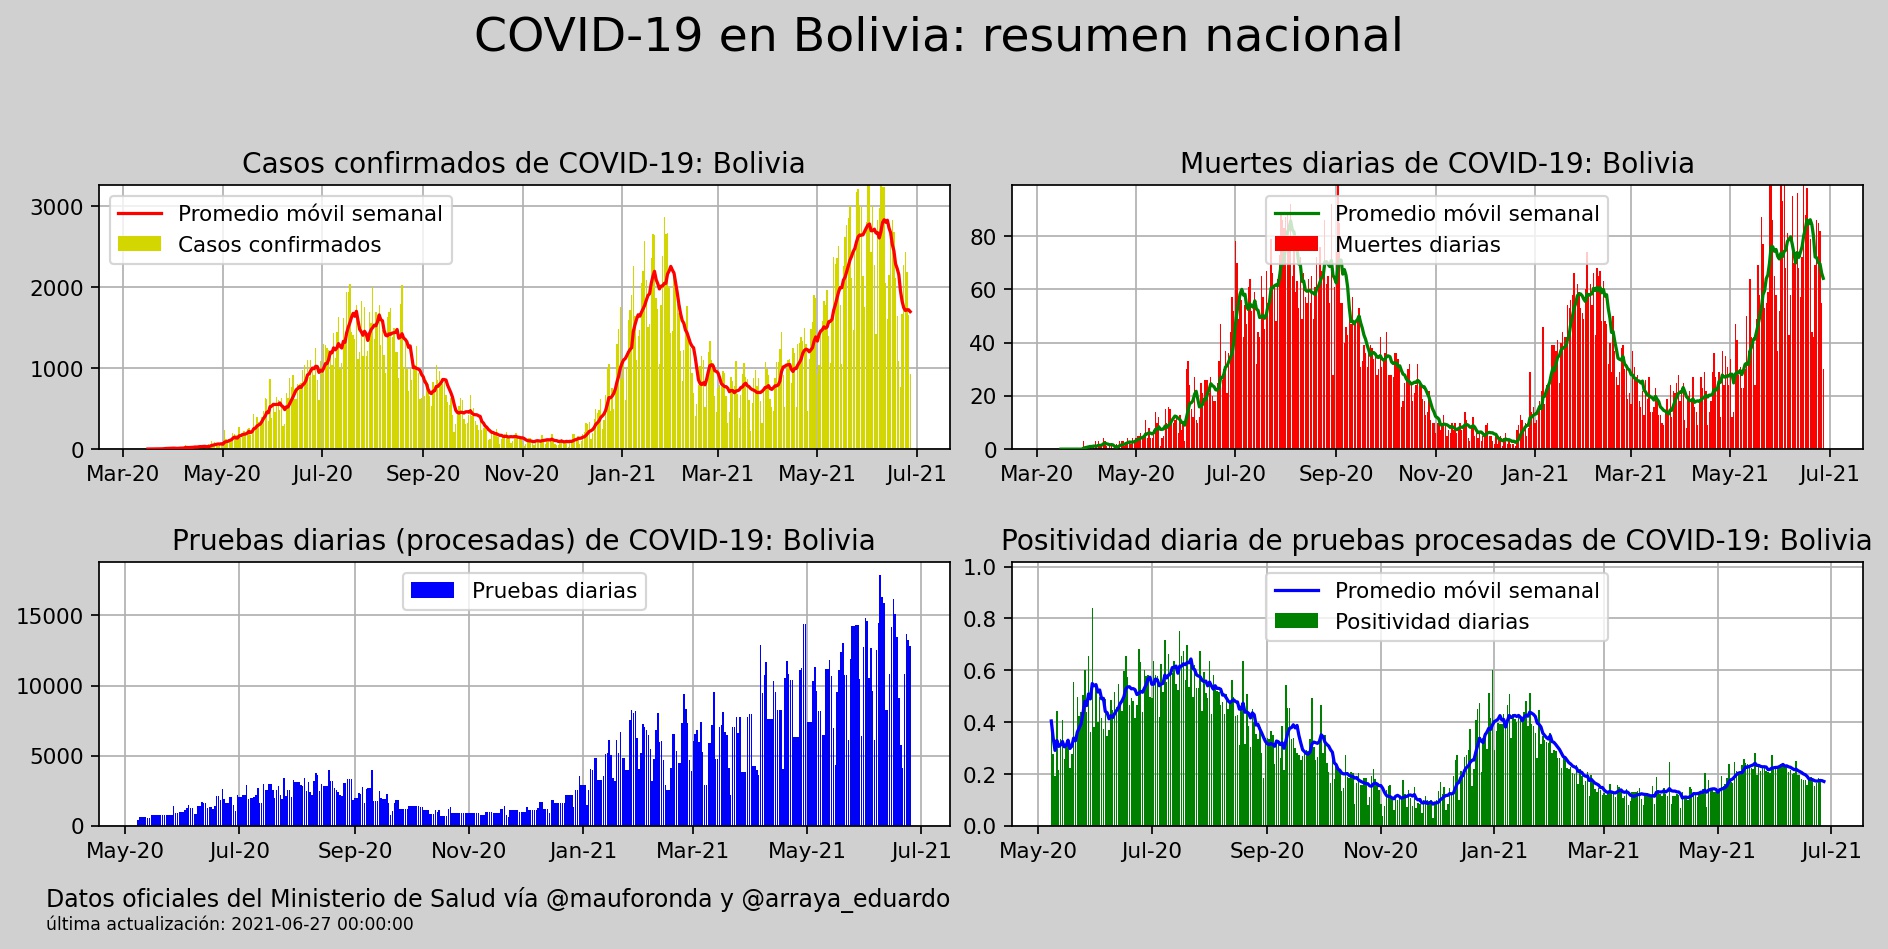 COVID-19 en Bolivia: resumen nacional
Casos confirmados de COVID-19: Bolivia
3000
2000
1000
0
Promedio móvil semanal
Casos confirmados
Mar-20 May-20 Jul-20 Sep-20 Nov-20 Jan-21 Mar-21 May-21 Jul-21
Muertes diarias de COVID-19: Bolivia
80
60
40
20
0
Promedio móvil semanal
Muertes diarias
Mar-20 May-20 Jul-20 Sep-20 Nov-20 Jan-21 Mar-21 May-21 Jul-21
Pruebas diarias (procesadas) de COVID-19: Bolivia
15000
10000
5000
0
Pruebas diarias
May-20 Jul-20 Sep-20 Nov-20 Jan-21 Mar-21 May-21 Jul-21
Positividad diaria de pruebas procesadas de COVID-19: Bolivia
1.0
0.8
0.6
0.4
0.2
0.0
Promedio móvil semanal
Positividad diarias
May-20 Jul-20 Sep-20 Nov-20 Jan-21 Mar-21 May-21 Jul-21
Datos oficiales del Ministerio de Salud vía @mauforonda y @arraya_eduardo
última actualización: 2021-06-27 00:00:00